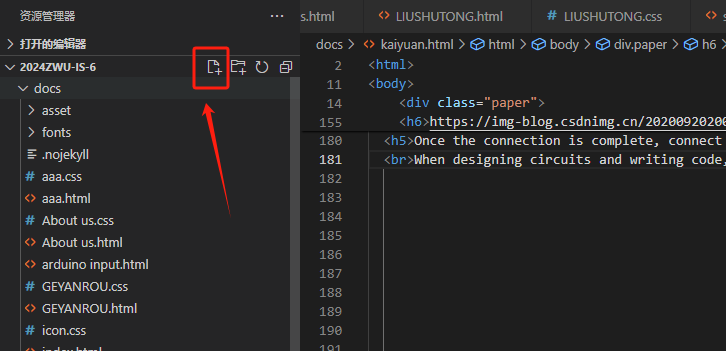 资源管理器
打开的编辑器
2024ZWU-IS-6
docs
asset
fonts
.nojekyll
aaa.css
aaa.html
About us.css
About us.html
arduino input.html
GEYANROU.css
GEYANROU.html
icon.css
index.html
s.html
LIUSHUTONG.html
LIUSHUTONG.css
docs > kaiyuan.html > html > body > div.paper > h6
2 <html>
11 <body>
14 <div class="paper">
155 <h6>https://img-blog.csdnimg.cn/20200920200
180 <h5>Once the connection is complete, connect
181 <br>When designing circuits and writing code,
182
183
184
185
186
187
188
189
190
191